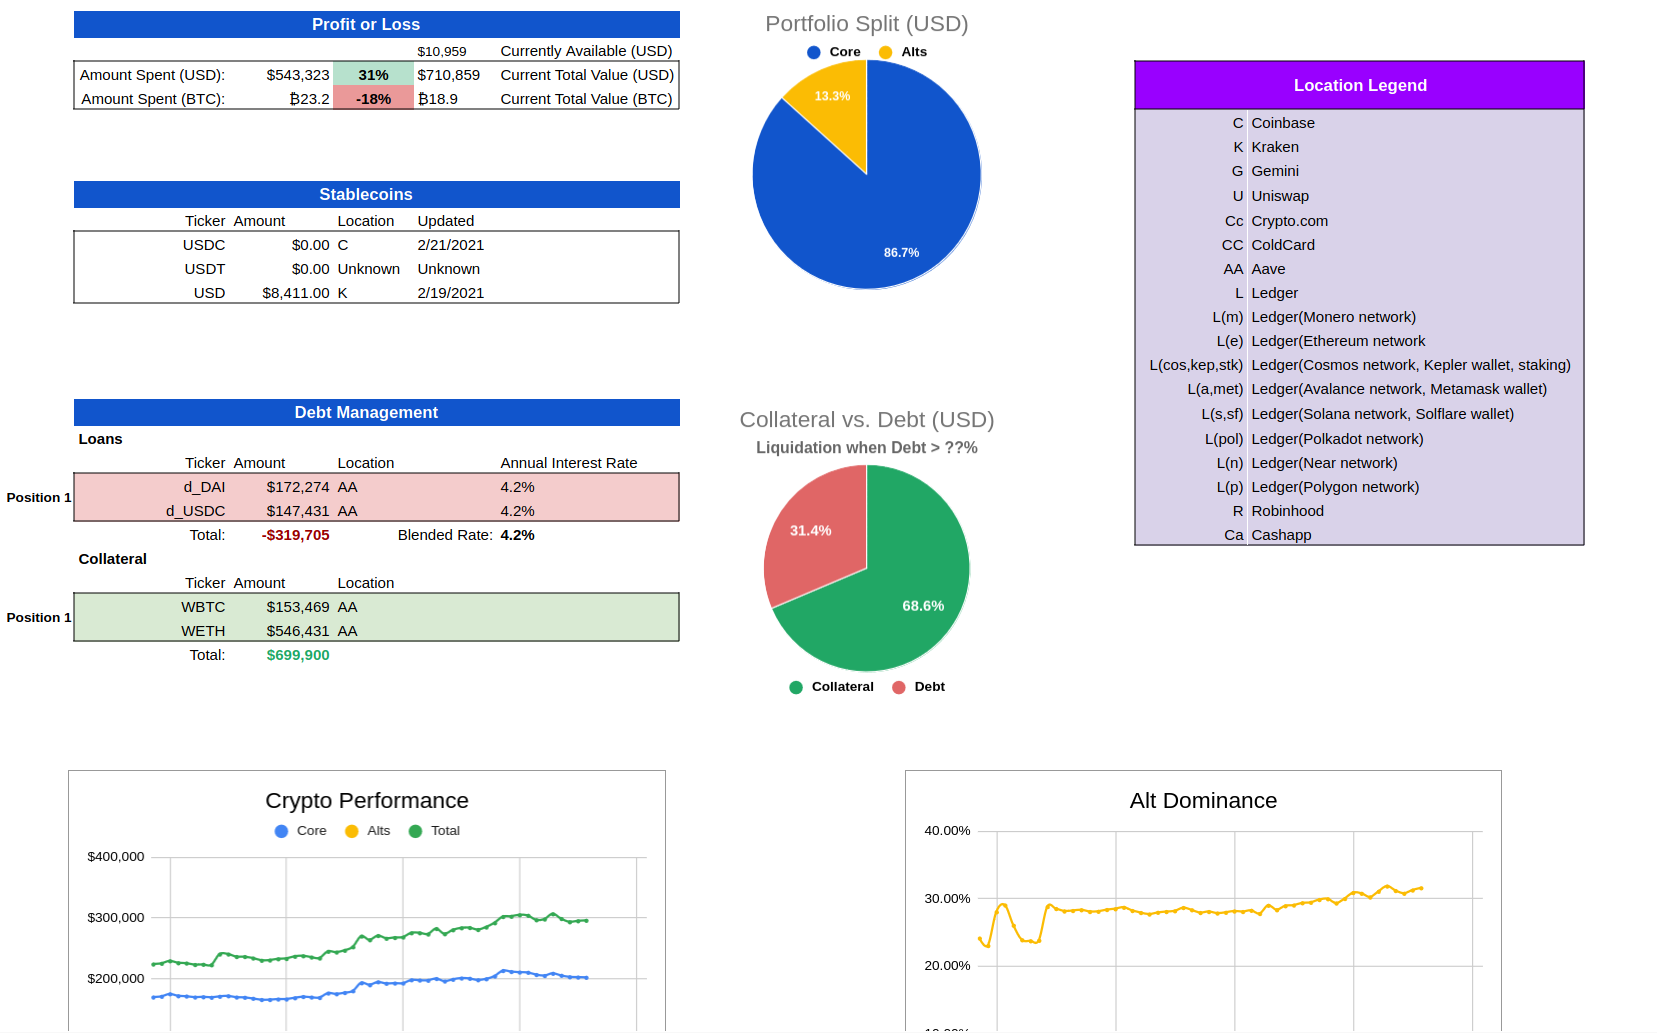 Profit or Loss
$10,959 Currently Available (USD)
Amount Spent (USD): $543,323 31% $710,859 Current Total Value (USD)
Amount Spent (BTC): ₿23.2 -18% ₿18.9 Current Total Value (BTC)
Stablecoins
Ticker Amount Location Updated
USDC $0.00 C 2/21/2021
USDT $0.00 Unknown Unknown
USD $8,411.00 K 2/19/2021
Debt Management
Loans
Ticker Amount Location Annual Interest Rate
Position 1
d_DAI $172,274 AA 4.2%
d_USDC $147,431 AA 4.2%
Total: -$319,705 Blended Rate: 4.2%
Collateral
Ticker Amount Location
Position 1
WBTC $153,469 AA
WETH $546,431 AA
Total: $699,900
Portfolio Split (USD)
Core Alts
13.3%
86.7%
Collateral vs. Debt (USD)
Liquidation when Debt > ??%
31.4%
68.6%
Collateral Debt
Location Legend
C Coinbase
K Kraken
G Gemini
U Uniswap
Cc Crypto.com
CC ColdCard
AA Aave
L Ledger
L(m) Ledger(Monero network)
L(e) Ledger(Ethereum network
L(cos,kep,stk) Ledger(Cosmos network, Kepler wallet, staking)
L(a,met) Ledger(Avalance network, Metamask wallet)
L(s,sf) Ledger(Solana network, Solflare wallet)
L(pol) Ledger(Polkadot network)
L(n) Ledger(Near network)
L(p) Ledger(Polygon network)
R Robinhood
Ca Cashapp
Crypto Performance
Core Alts Total
$400,000
$300,000
$200,000
Alt Dominance
40.00%
30.00%
20.00%